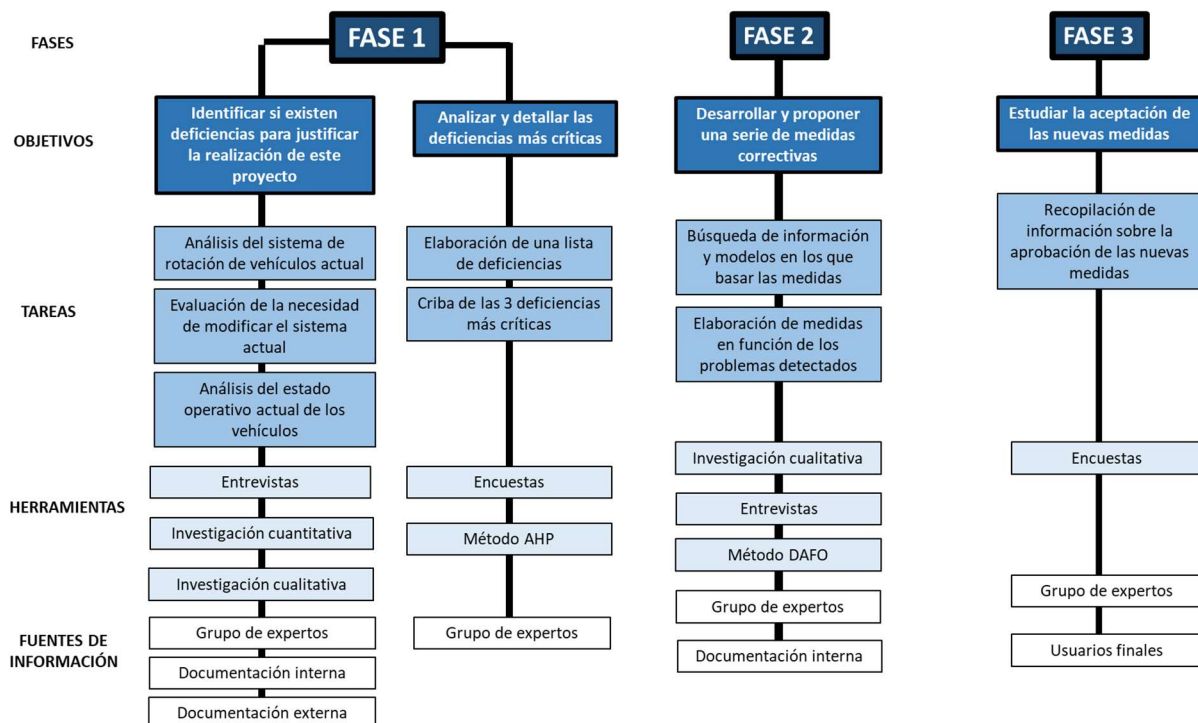 FASES
FASE 1
FASE 2
FASE 3
OBJETIVOS
Identificar si existen
deficiencias para justificar
la realización de este
proyecto
Analizar y detallar las
deficiencias más críticas
Desarrollar y proponer
una serie de medidas
correctivas
Estudiar la aceptación de
las nuevas medidas
TAREAS
Análisis del sistema de
rotación de vehículos actual
Evaluación de la necesidad
de modificar el sistema
actual
Análisis del estado
operativo actual de los
vehículos
Elaboración de una lista
de deficiencias
Criba de las 3 deficiencias
más críticas
Búsqueda de información
y modelos en los que
basar las medidas
Elaboración de medidas
en función de los
problemas detectados
Recopilación de
información sobre la
aprobación de las nuevas
medidas
HERRAMIENTAS
Entrevistas
Investigación cuantitativa
Investigación cualitativa
Encuestas
Método AHP
Investigación cualitativa
Entrevistas
Método DAFO
Encuestas
FUENTES DE
INFORMACIÓN
Grupo de expertos
Documentación interna
Documentación externa
Grupo de expertos
Grupo de expertos
Documentación interna
Grupo de expertos
Usuarios finales